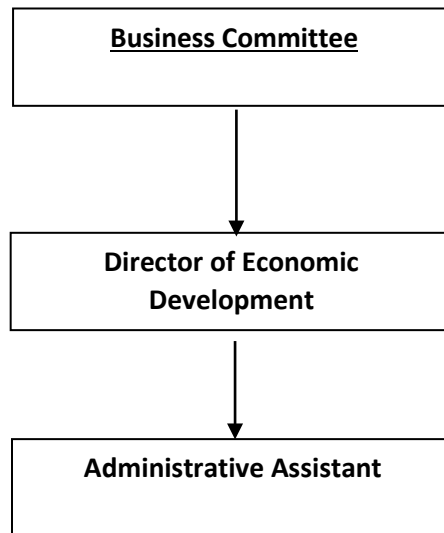 Business Committee
Director of Economic
Development
Administrative Assistant